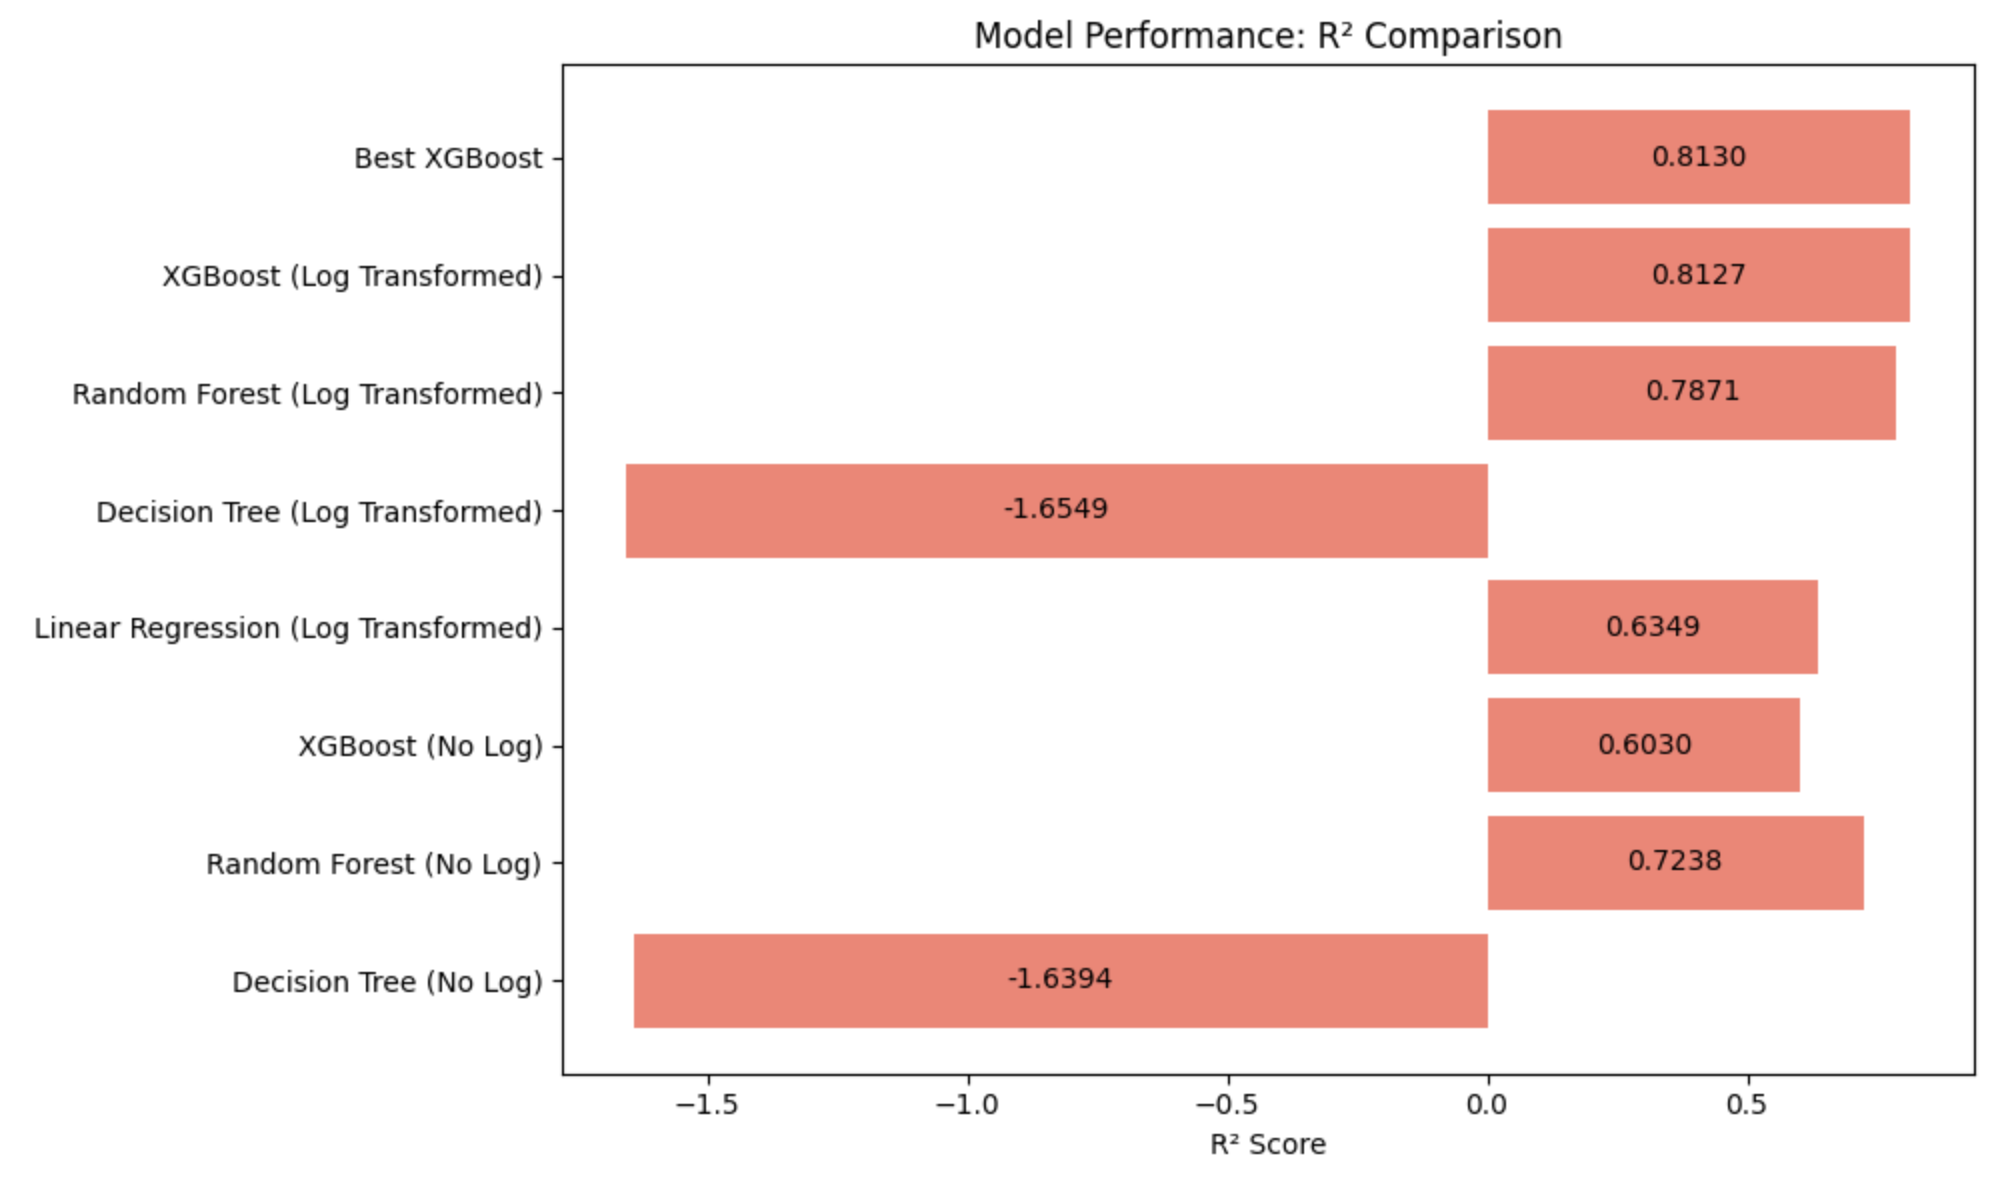 Model Performance: R² Comparison
Best XGBoost
0.8130
XGBoost (Log Transformed)
0.8127
Random Forest (Log Transformed)
0.7871
Decision Tree (Log Transformed)
-1.6549
Linear Regression (Log Transformed)
0.6349
XGBoost (No Log)
0.6030
Random Forest (No Log)
0.7238
Decision Tree (No Log)
-1.6394
−1.5 −1.0 −0.5 0.0 0.5
R² Score